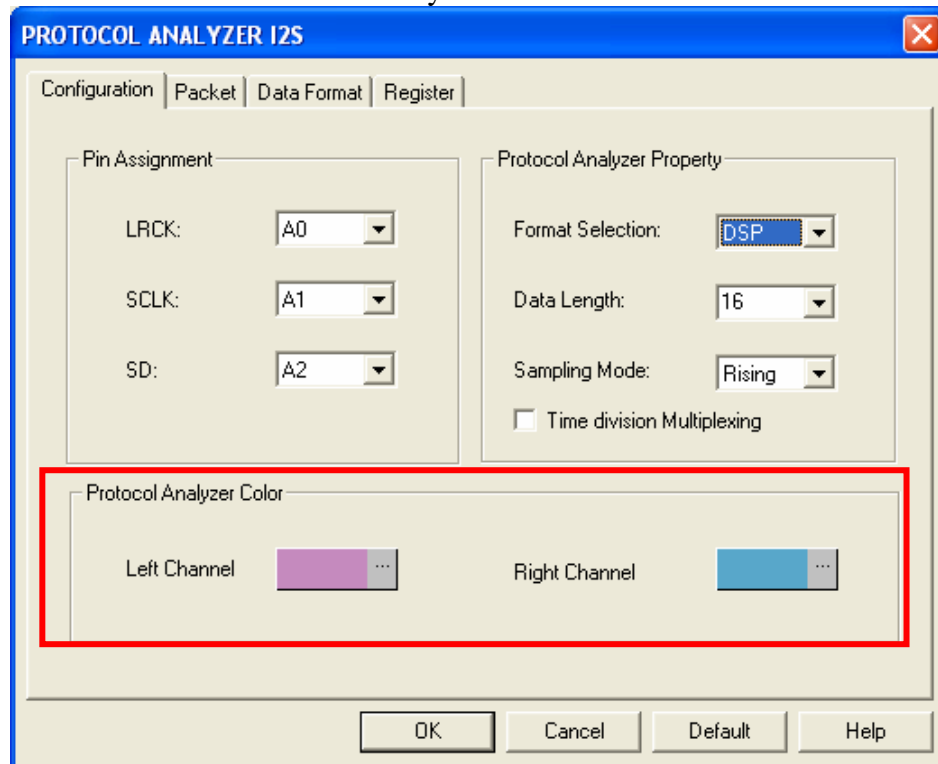 PROTOCOL ANALYZER I2S
Configuration Packet Data Format Register
Pin Assignment
LRCK: A0
SCLK: A1
SD: A2
Protocol Analyzer Property
Format Selection: DSP
Data Length: 16
Sampling Mode: Rising
Time division Multiplexing
Protocol Analyzer Color
Left Channel ...
Right Channel ...
OK Cancel Default Help